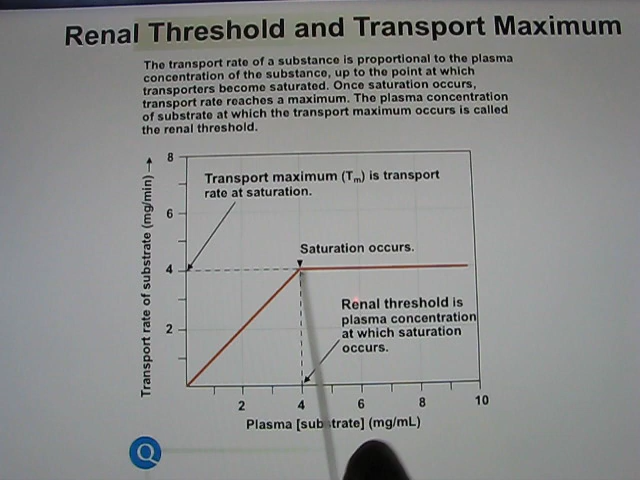 Renal Threshold and Transport Maximum
The transport rate of a substance is proportional to the plasma
concentration of the substance, up to the point at which
transporters become saturated. Once saturation occurs,
transport rate reaches a maximum. The plasma concentration
of substrate at which the transport maximum occurs is called
the renal threshold.
Transport rate of substrate (mg/min)
8
6
4
2
Transport maximum (Tm) is transport
rate at saturation.
Saturation occurs.
Renal threshold is
plasma concentration
at which saturation
occurs.
2 4 6 8 10
Plasma [substrate] (mg/mL)
Q